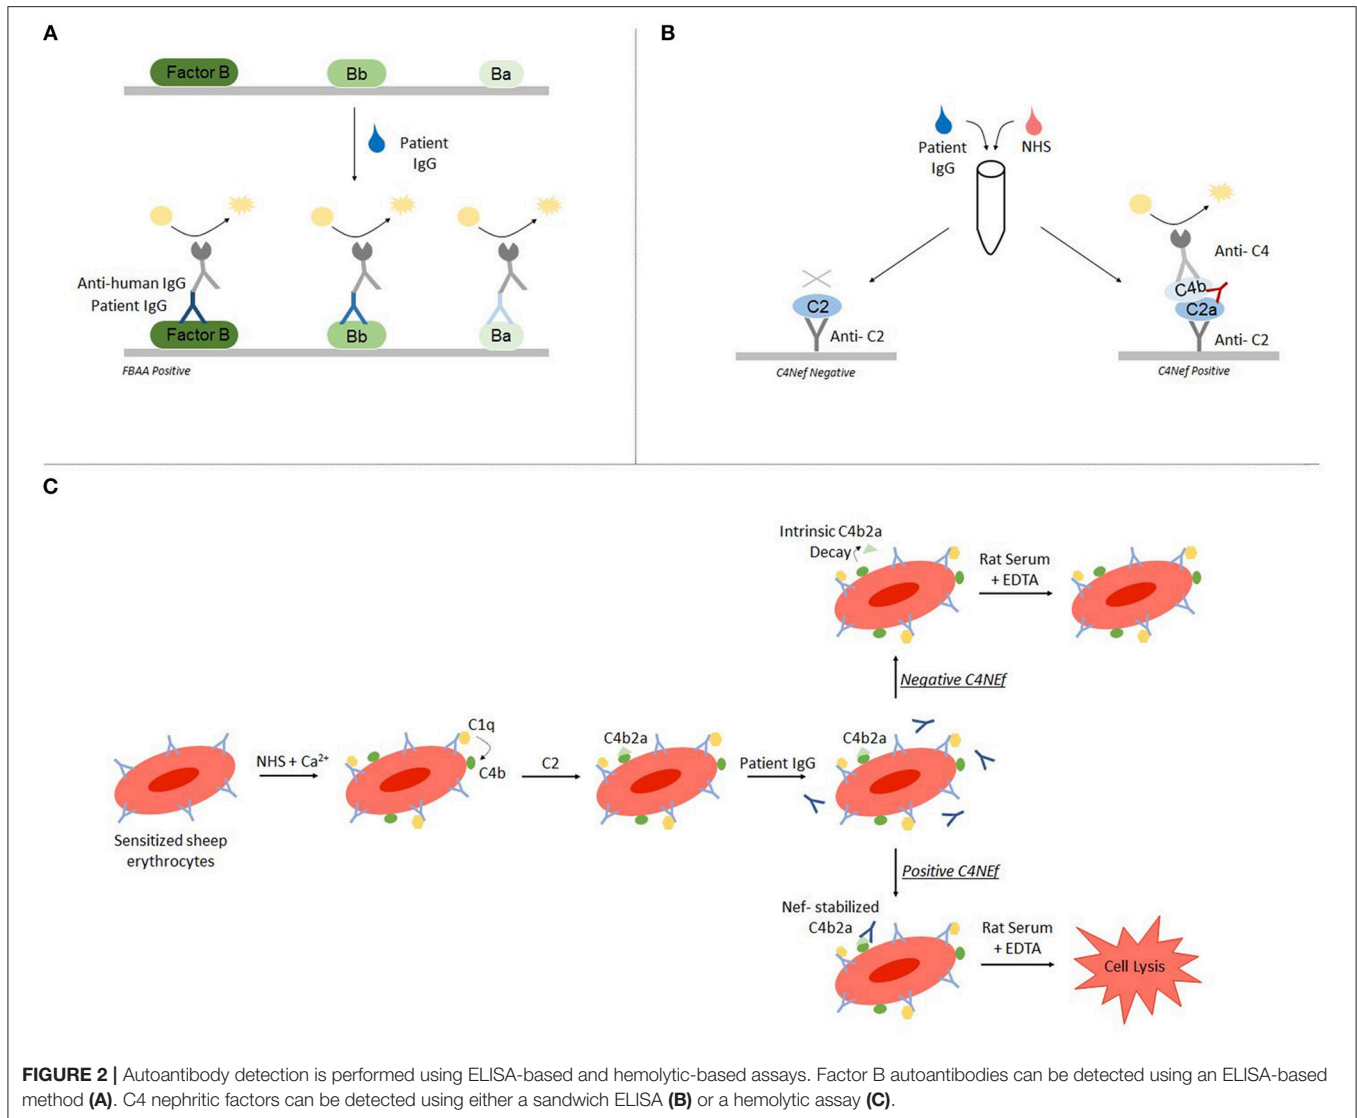 A
Factor B
Bb
Ba
Patient
IgG
Anti-human IgG
Patient IgG
Factor B
Bb
Ba
FBAA Positive
B
Patient
IgG
NHS
C2
Anti- C2
C4Nef Negative
Anti- C4
C4b
C2a
Anti- C2
C4Nef Positive
C
Sensitized sheep
erythrocytes
NHS + Ca²⁺
C1q
C4b
C2
C4b2a
Patient IgG
C4b2a
Negative C4NEf
Intrinsic C4b2a
Decay
Rat Serum
+ EDTA
Positive C4NEf
Nef- stabilized
C4b2a
Rat Serum
+ EDTA
Cell Lysis
FIGURE 2 | Autoantibody detection is performed using ELISA-based and hemolytic-based assays. Factor B autoantibodies can be detected using an ELISA-based
method (A). C4 nephritic factors can be detected using either a sandwich ELISA (B) or a hemolytic assay (C).